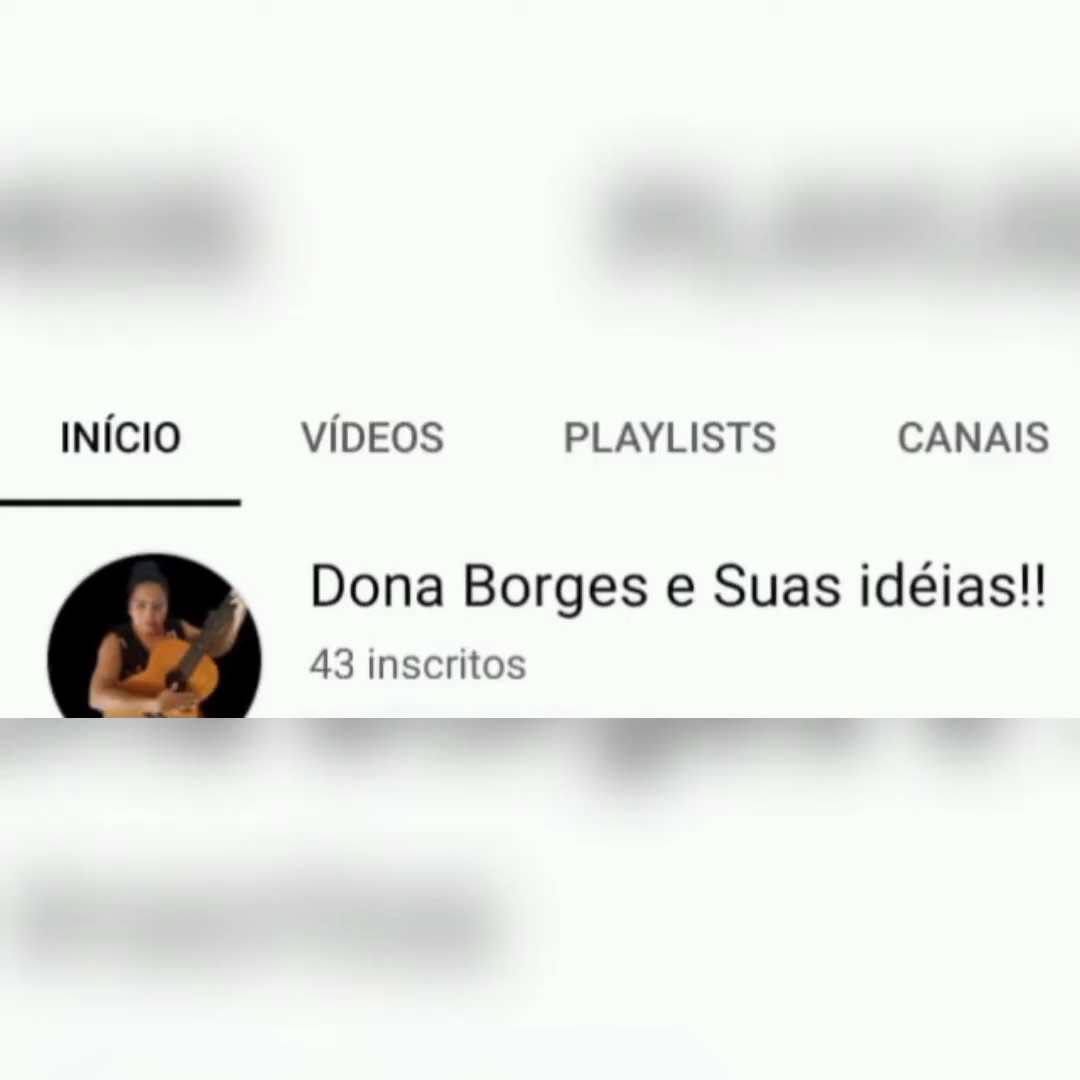 INÍCIO VÍDEOS PLAYLISTS CANAIS
Dona Borges e Suas idéias!!
43 inscritos